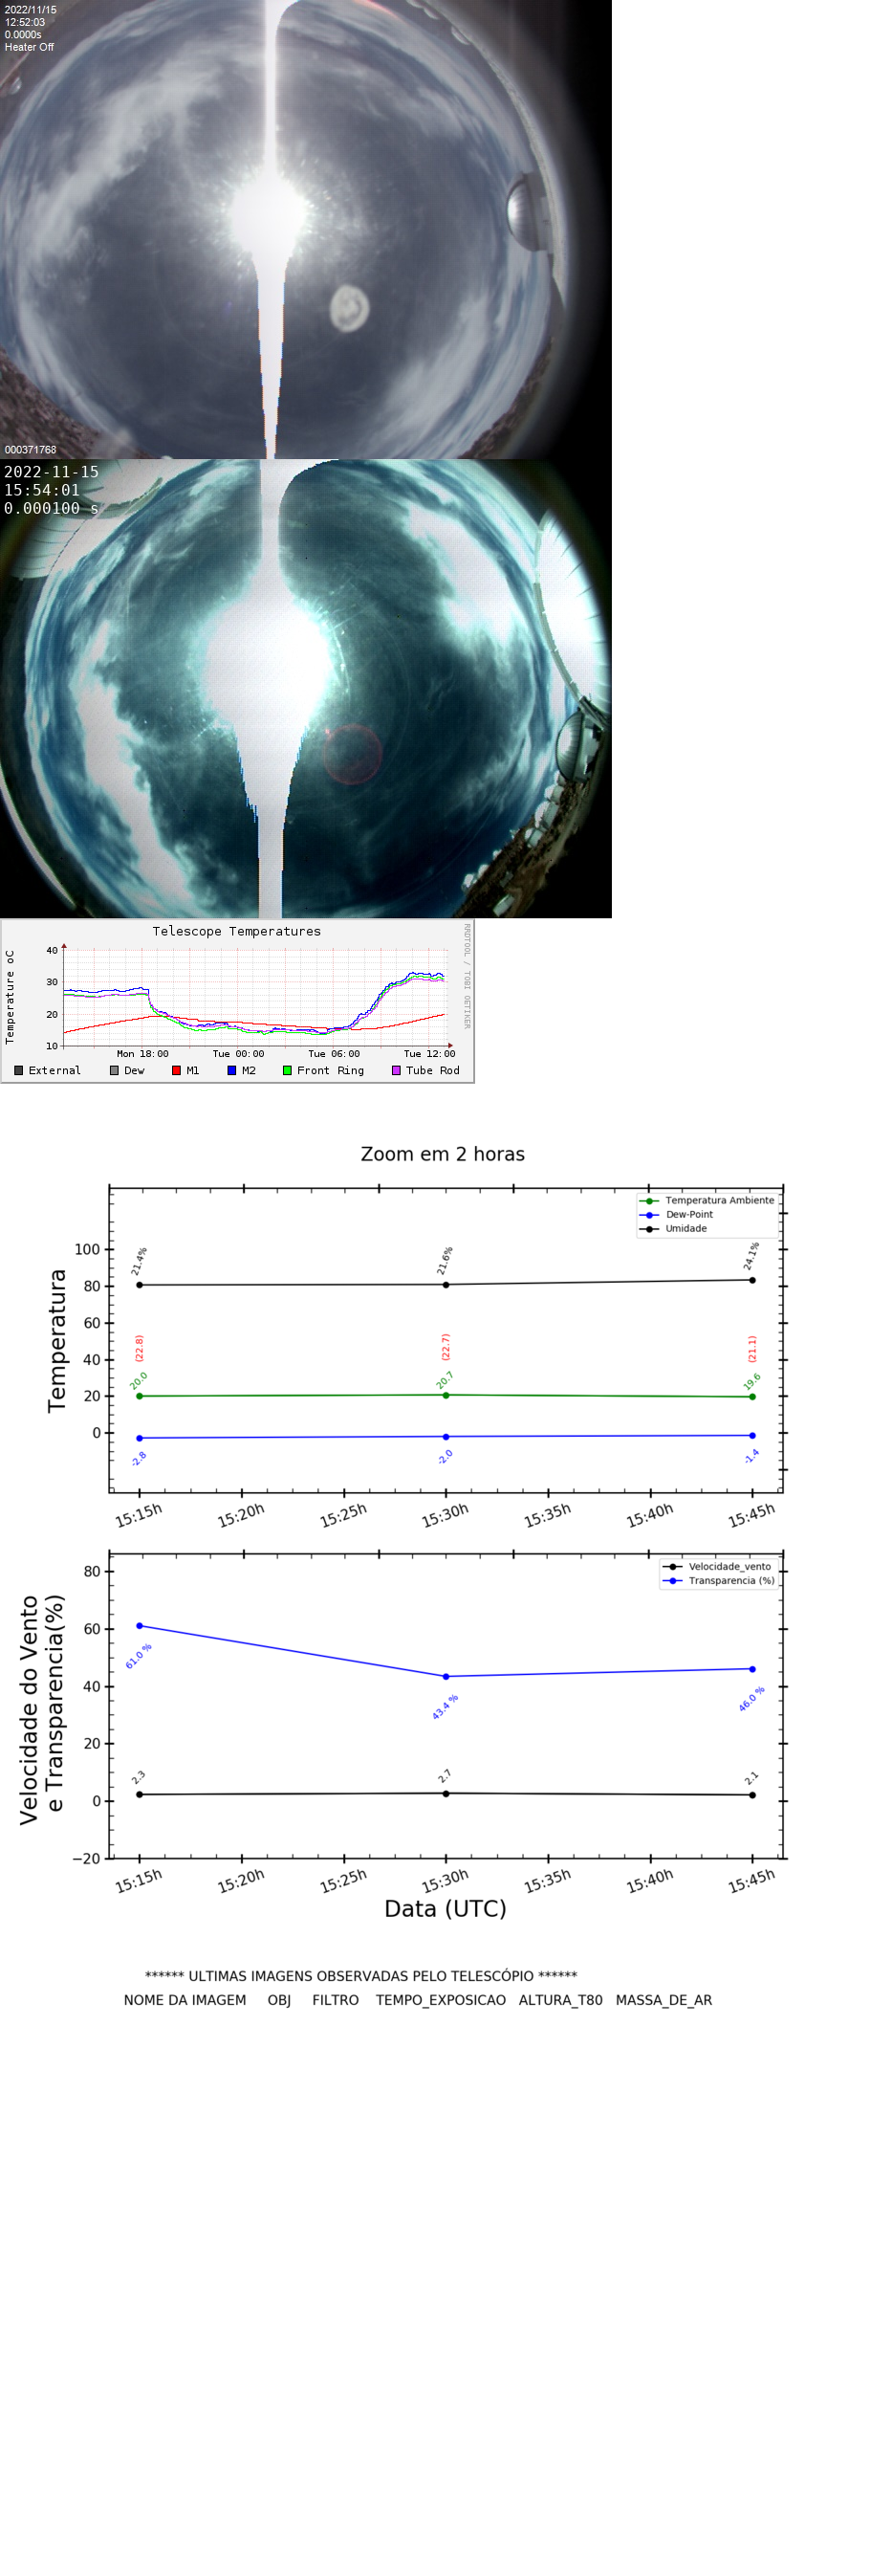 2022/11/15
12:52:03
0.0000s
Heater Off
000371768
2022-11-15
15:54:01
0.000100 s
Telescope Temperatures
RRDTOOL / TOBI OETIKER
Temperature oC
40
30
20
10
Mon 18:00 Tue 00:00 Tue 06:00 Tue 12:00
External Dew M1 M2 Front Ring Tube Rod
Zoom em 2 horas
Temperatura Ambiente
Dew-Point
Umidade
Temperatura
100
80
60
40
20
0
21.4% 21.6% 24.1%
(22.8) (22.7) (21.1)
20.0 20.7 19.6
-2.8 -2.0 -1.4
15:15h 15:20h 15:25h 15:30h 15:35h 15:40h 15:45h
Velocidade_vento
Transparencia (%)
Velocidade do Vento
e Transparencia(%)
80
60
40
20
0
−20
61.0 % 43.4 % 46.0 %
2.3 2.7 2.1
15:15h 15:20h 15:25h 15:30h 15:35h 15:40h 15:45h
Data (UTC)
****** ULTIMAS IMAGENS OBSERVADAS PELO TELESCÓPIO ******
NOME DA IMAGEM OBJ FILTRO TEMPO_EXPOSICAO ALTURA_T80 MASSA_DE_AR